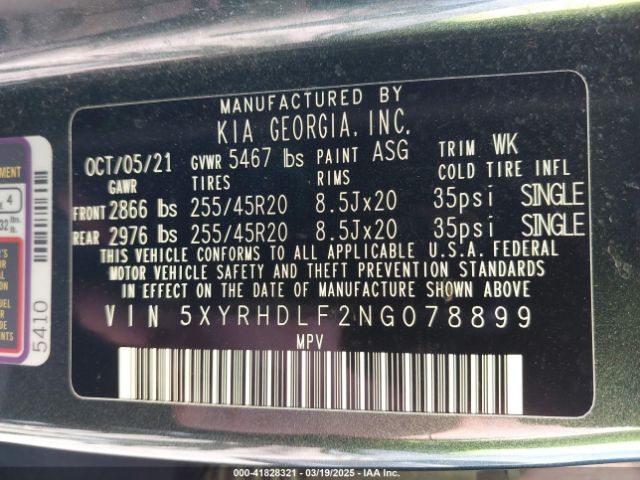 MANUFACTURED BY
KIA GEORGIA, INC.
OCT/05/21 GVWR 5467 lbs PAINT ASG TRIM WK
GAWR TIRES RIMS COLD TIRE INFL
FRONT 2866 lbs 255/45R20 8.5Jx20 35psi SINGLE
REAR 2976 lbs 255/45R20 8.5Jx20 35psi SINGLE
THIS VEHICLE CONFORMS TO ALL APPLICABLE U.S.A. FEDERAL
MOTOR VEHICLE SAFETY AND THEFT PREVENTION STANDARDS
IN EFFECT ON THE DATE OF MANUFACTURE SHOWN ABOVE
VIN 5XYRHDLF2NG078899
MPV
4
lbs.
5410
000-41828321 - 03/19/2025 - IAA Inc.